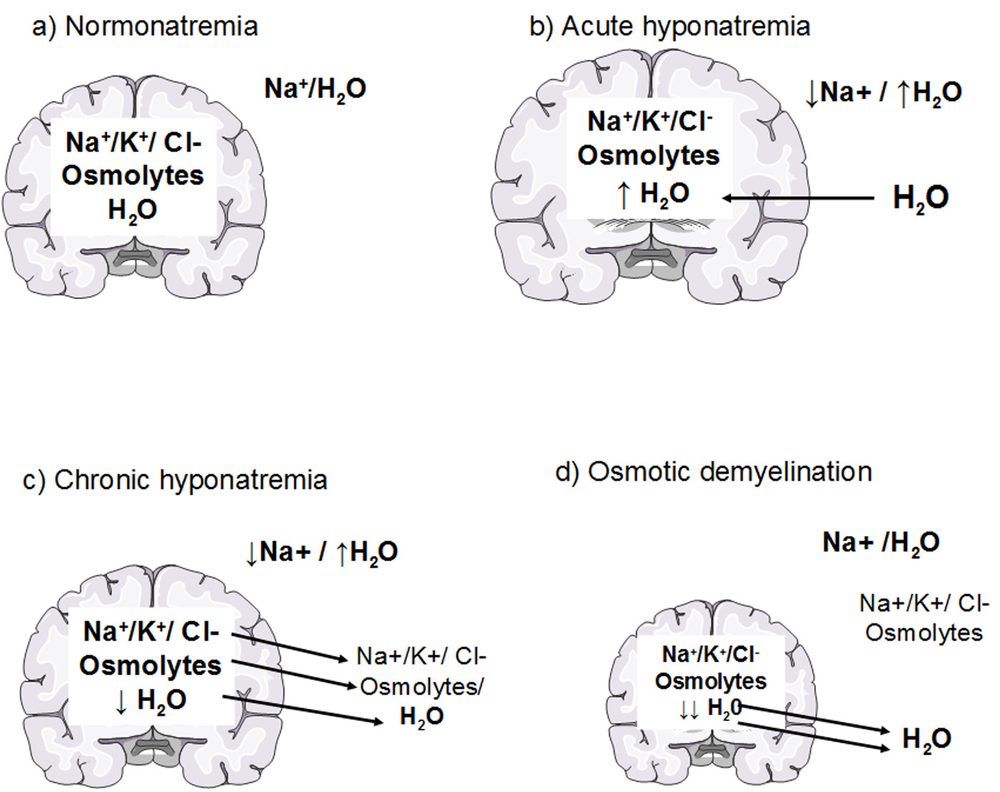 a) Normonatremia
Na⁺/H₂O
Na⁺/K⁺/ Cl-
Osmolytes
H₂O
b) Acute hyponatremia
↓Na+ / ↑H₂O
Na⁺/K⁺/Cl⁻
Osmolytes
↑ H₂O
H₂O
c) Chronic hyponatremia
↓Na+ / ↑H₂O
Na⁺/K⁺/ Cl-
Osmolytes
↓ H₂O
Na+/K+/ Cl-
Osmolytes/
H₂O
d) Osmotic demyelination
Na+ /H₂O
Na+/K+/ Cl-
Osmolytes
Na⁺/K⁺/Cl⁻
Osmolytes
↓↓ H₂0
H₂O